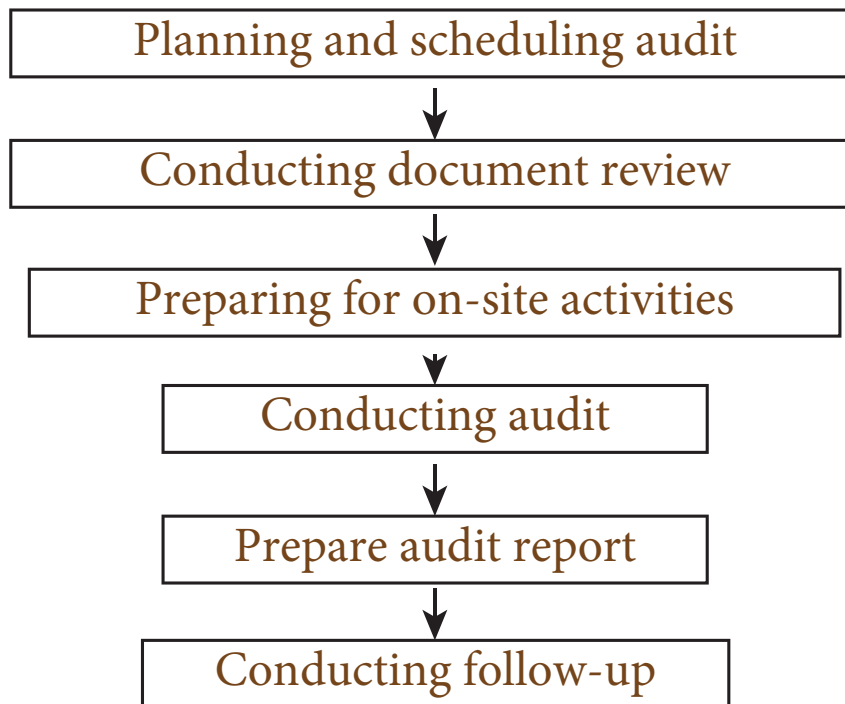 Planning and scheduling audit
Conducting document review
Preparing for on-site activities
Conducting audit
Prepare audit report
Conducting follow-up